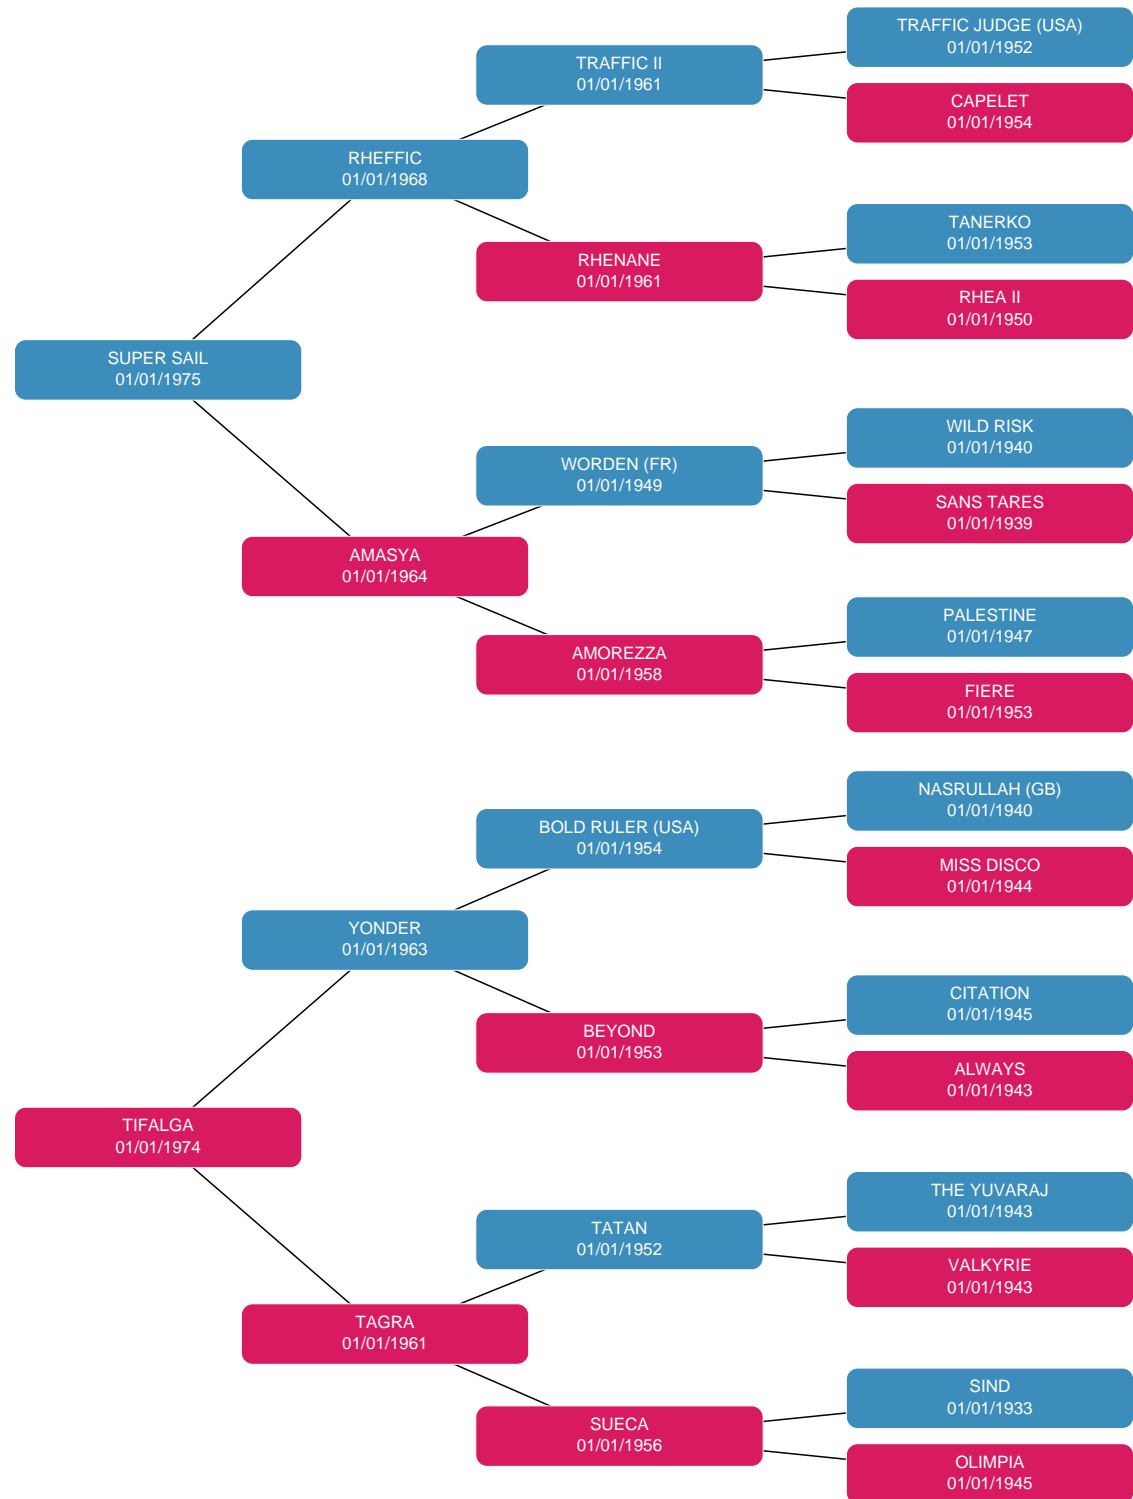 TRAFFIC JUDGE (USA)
01/01/1952
TRAFFIC II
01/01/1961
CAPELET
01/01/1954
RHEFFIC
01/01/1968
TANERKO
01/01/1953
RHENANE
01/01/1961
RHEA II
01/01/1950
SUPER SAIL
01/01/1975
WILD RISK
01/01/1940
WORDEN (FR)
01/01/1949
SANS TARES
01/01/1939
AMASYA
01/01/1964
PALESTINE
01/01/1947
AMOREZZA
01/01/1958
FIERE
01/01/1953
NASRULLAH (GB)
01/01/1940
BOLD RULER (USA)
01/01/1954
MISS DISCO
01/01/1944
YONDER
01/01/1963
CITATION
01/01/1945
BEYOND
01/01/1953
ALWAYS
01/01/1943
TIFALGA
01/01/1974
THE YUVARAJ
01/01/1943
TATAN
01/01/1952
VALKYRIE
01/01/1943
TAGRA
01/01/1961
SIND
01/01/1933
SUECA
01/01/1956
OLIMPIA
01/01/1945